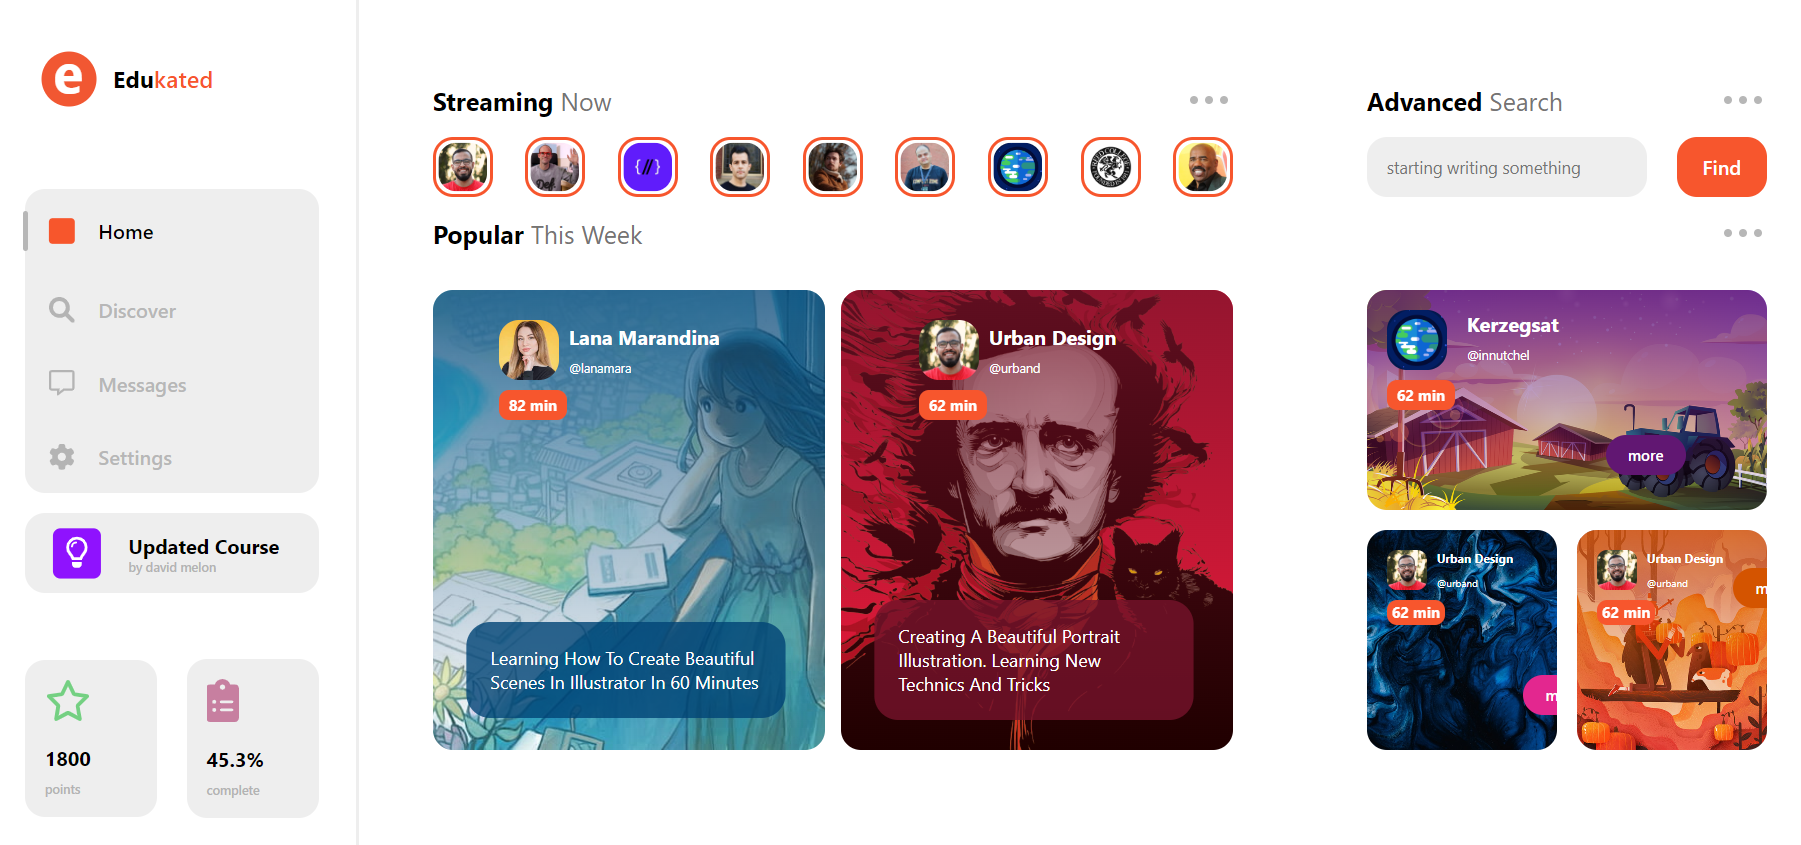 e
Edukated
Home
Discover
Messages
Settings
Updated Course
by david melon
1800
points
45.3%
complete
Streaming Now
{//}
Popular This Week
Lana Marandina
@lanamara
82 min
Learning How To Create Beautiful
Scenes In Illustrator In 60 Minutes
Urban Design
@urband
62 min
Creating A Beautiful Portrait
Illustration. Learning New
Technics And Tricks
Advanced Search
starting writing something
Find
Kerzegsat
@innutchel
62 min
more
Urban Design
@urband
62 min
m
Urban Design
@urband
62 min
m